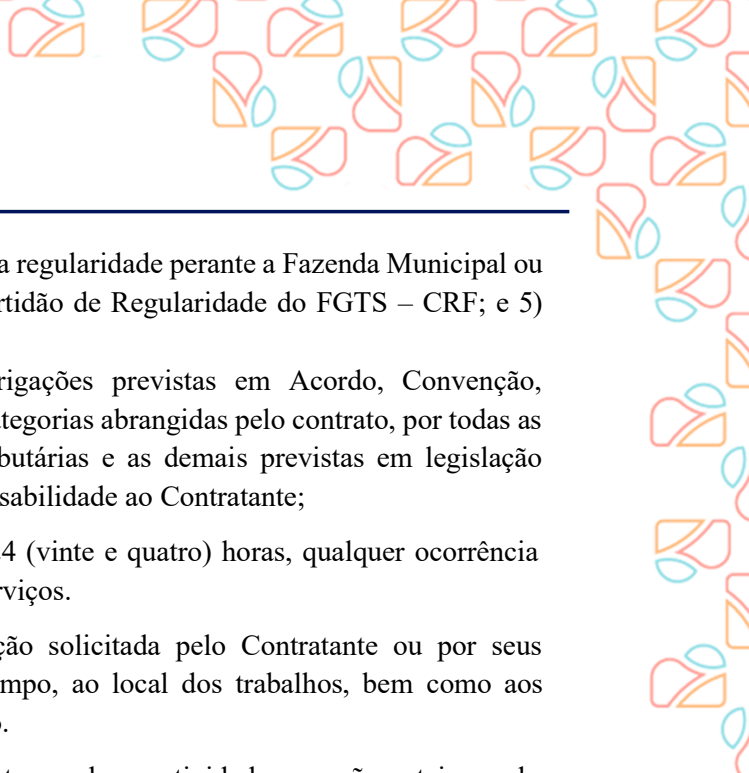 a regularidade perante a Fazenda Municipal ou
rtidão de Regularidade do FGTS – CRF; e 5)
rigações previstas em Acordo, Convenção,
tegorias abrangidas pelo contrato, por todas as
butárias e as demais previstas em legislação
sabilidade ao Contratante;
4 (vinte e quatro) horas, qualquer ocorrência
rviços.
ção solicitada pelo Contratante ou por seus
mpo, ao local dos trabalhos, bem como aos